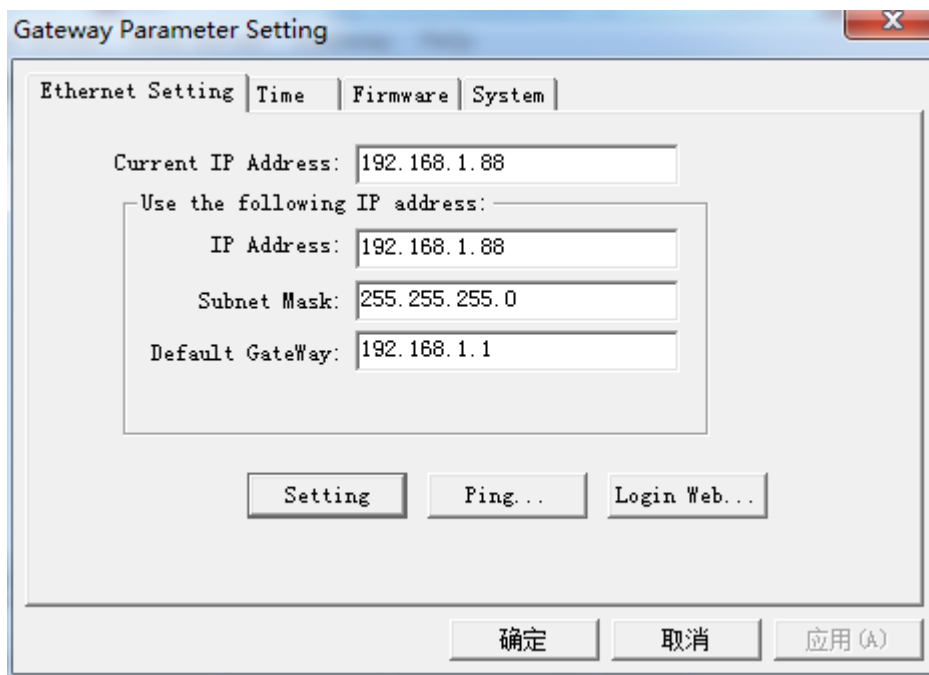 Gateway Parameter Setting
Ethernet Setting Time Firmware System
Current IP Address: 192.168.1.88
Use the following IP address:
IP Address: 192.168.1.88
Subnet Mask: 255.255.255.0
Default GateWay: 192.168.1.1
Setting Ping... Login Web...
确定 取消 应用(A)